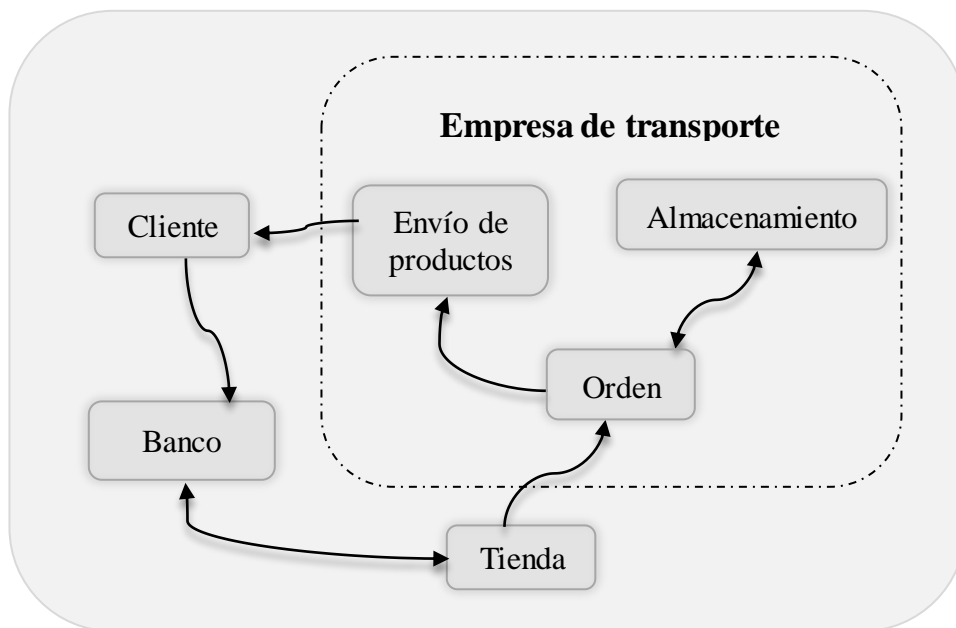 Empresa de transporte
Cliente
Envío de
productos
Almacenamiento
Orden
Banco
Tienda